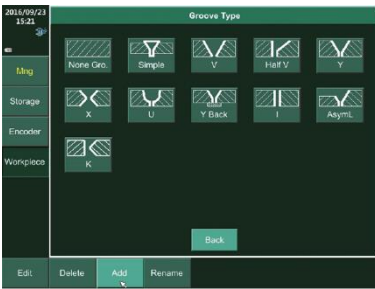 2016/09/23
15:21
Groove Type
Mng
Storage
Encoder
Workpiece
None Gro.
Simple
V
Half V
Y
X
U
Y Back
I
AsymL
K
Back
Edit
Delete
Add
Rename